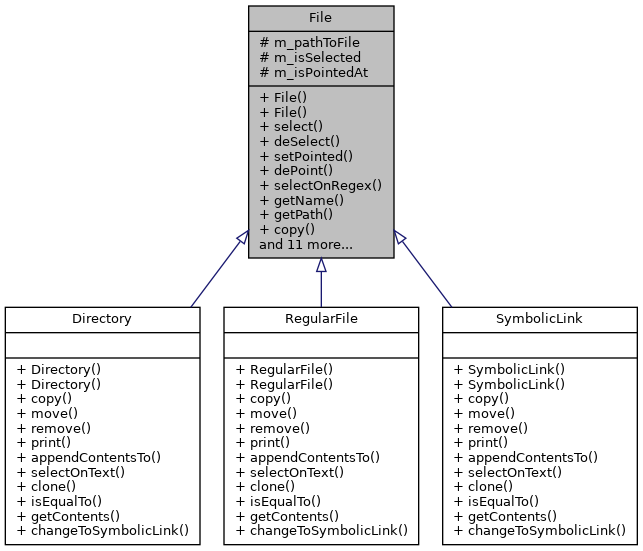 File
# m_pathToFile
# m_isSelected
# m_isPointedAt
+ File()
+ File()
+ select()
+ deSelect()
+ setPointed()
+ dePoint()
+ selectOnRegex()
+ getName()
+ getPath()
+ copy()
and 11 more...
Directory
+ Directory()
+ Directory()
+ copy()
+ move()
+ remove()
+ print()
+ appendContentsTo()
+ selectOnText()
+ clone()
+ isEqualTo()
+ getContents()
+ changeToSymbolicLink()
RegularFile
+ RegularFile()
+ RegularFile()
+ copy()
+ move()
+ remove()
+ print()
+ appendContentsTo()
+ selectOnText()
+ clone()
+ isEqualTo()
+ getContents()
+ changeToSymbolicLink()
SymbolicLink
+ SymbolicLink()
+ SymbolicLink()
+ copy()
+ move()
+ remove()
+ print()
+ appendContentsTo()
+ selectOnText()
+ clone()
+ isEqualTo()
+ getContents()
+ changeToSymbolicLink()